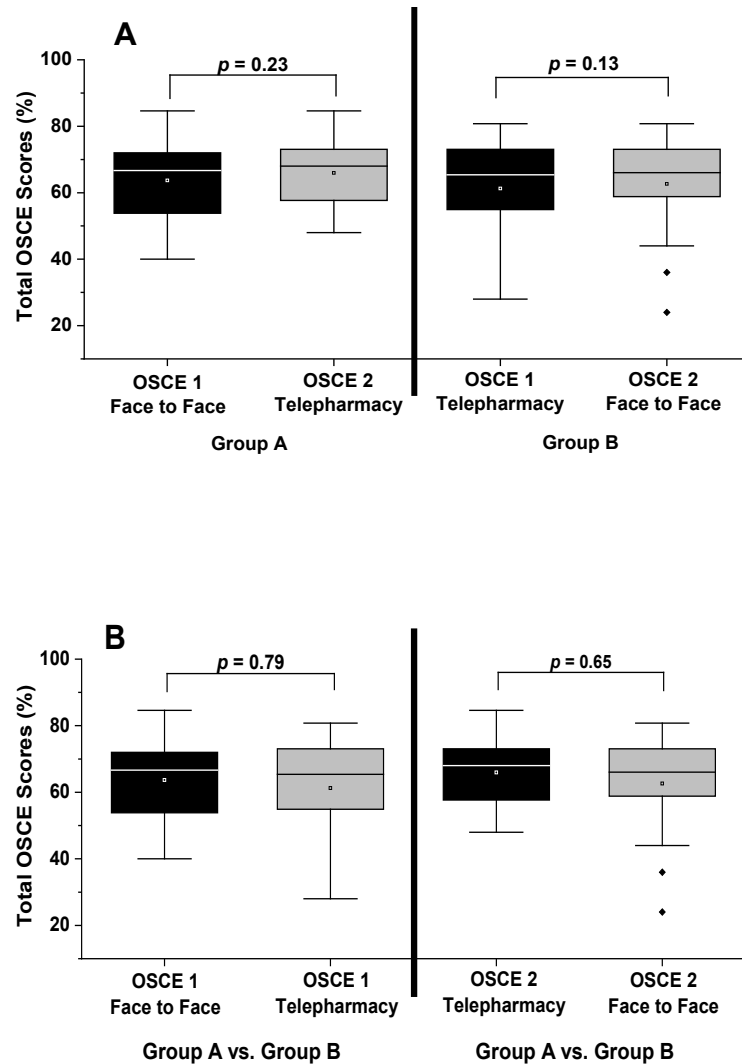 A
p = 0.23
p = 0.13
Total OSCE Scores (%)
100
80
60
40
20
OSCE 1
Face to Face
OSCE 2
Telepharmacy
OSCE 1
Telepharmacy
OSCE 2
Face to Face
Group A
Group B
B
p = 0.79
p = 0.65
Total OSCE Scores (%)
100
80
60
40
20
OSCE 1
Face to Face
OSCE 1
Telepharmacy
OSCE 2
Telepharmacy
OSCE 2
Face to Face
Group A vs. Group B
Group A vs. Group B